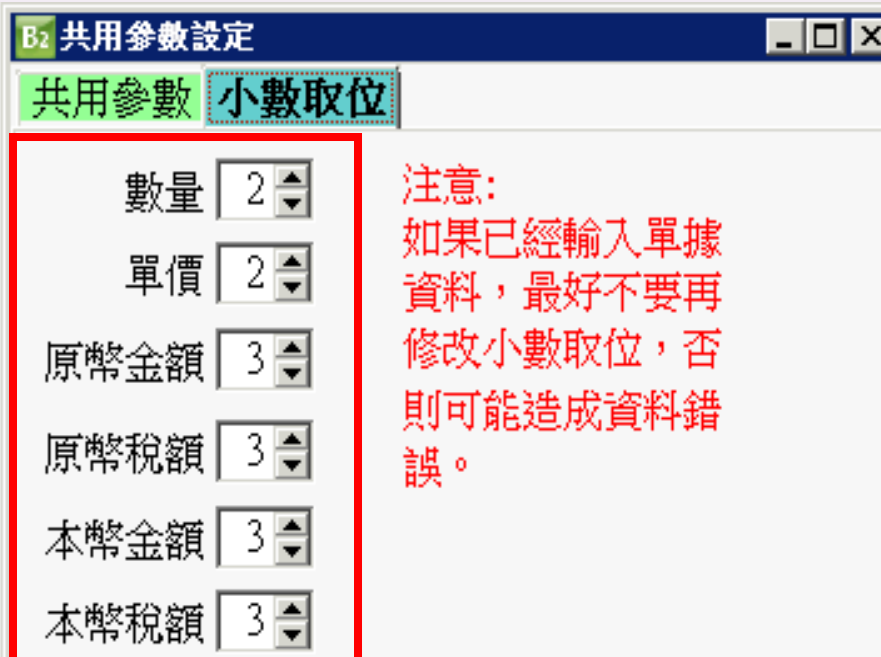 B2 共用參數設定
共用參數 小數取位
數量 2
單價 2
原幣金額 3
原幣稅額 3
本幣金額 3
本幣稅額 3
注意:
如果已經輸入單據
資料，最好不要再
修改小數取位，否
則可能造成資料錯
誤。